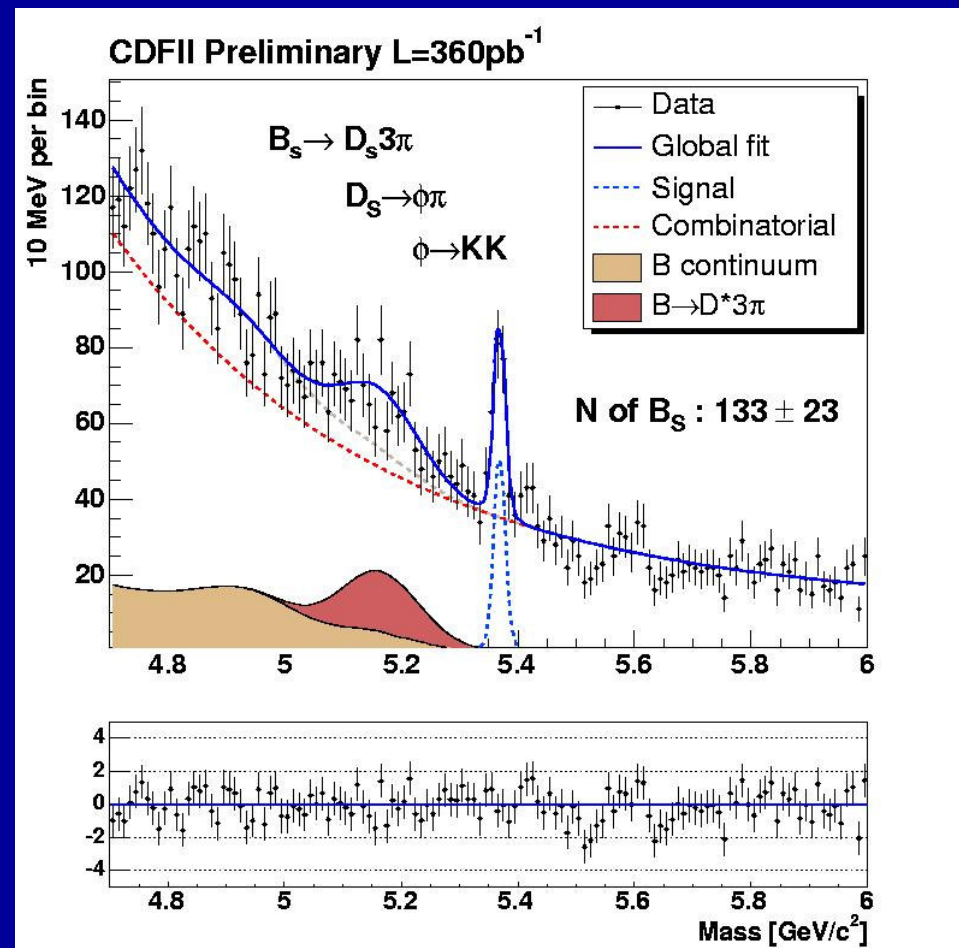 CDFII Preliminary L=360pb⁻¹
10 MeV per bin
140
120
100
80
60
40
20
Bₛ→ Dₛ3π
D_S→ϕπ
ϕ→KK
Data
Global fit
Signal
Combinatorial
B continuum
B→D*3π
N of B_S : 133 ± 23
4.8 5 5.2 5.4 5.6 5.8 6
4
2
0
-2
-4
4.8 5 5.2 5.4 5.6 5.8 6
Mass [GeV/c²]